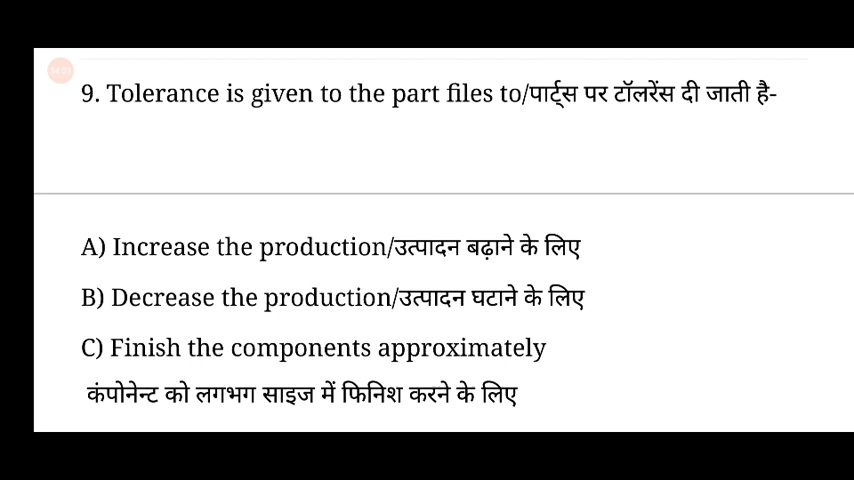 9. Tolerance is given to the part files to/पार्ट्स पर टॉलरेंस दी जाती है-
A) Increase the production/उत्पादन बढ़ाने के लिए
B) Decrease the production/उत्पादन घटाने के लिए
C) Finish the components approximately
कंपोनेन्ट को लगभग साइज में फिनिश करने के लिए